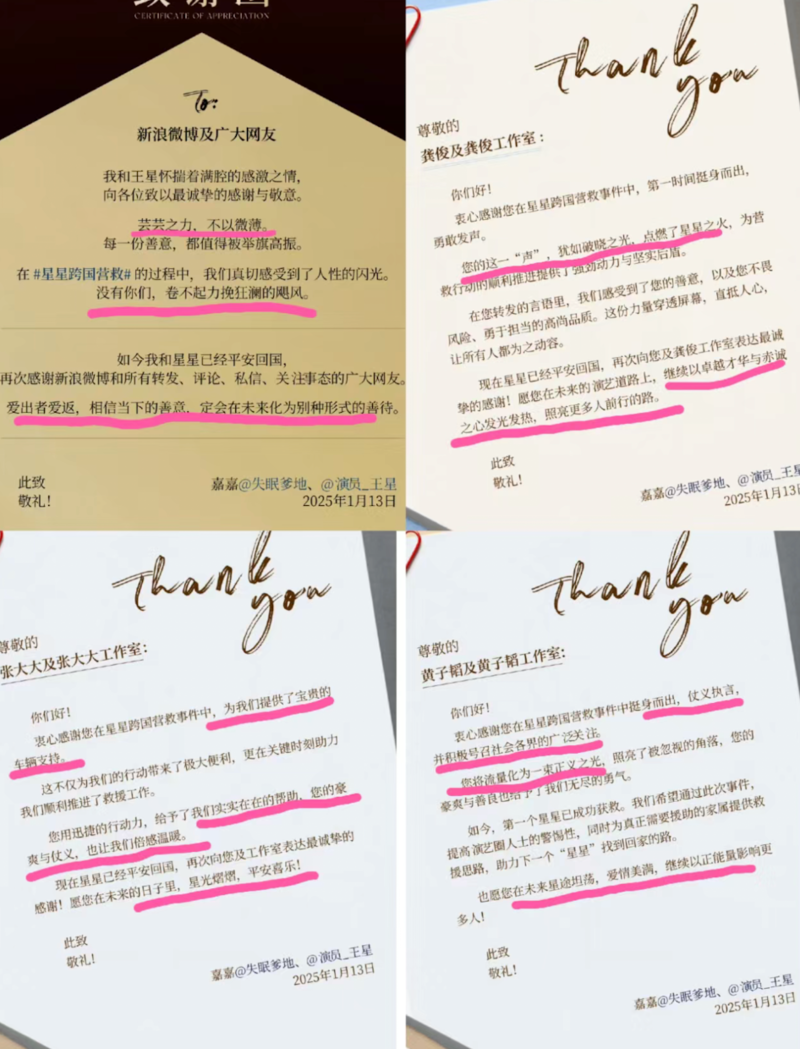 致谢函
CERTIFICATE OF APPRECIATION
To:
新浪微博及广大网友
我和王星怀揣着满腔的感激之情，
向各位致以最诚挚的感谢与敬意。
芸芸之力，不以微薄。
每一份善意，都值得被举旗高振。
在 #星星跨国营救# 的过程中，我们真切感受到了人性的闪光。
没有你们，卷不起力挽狂澜的飓风。
如今我和星星已经平安回国，
再次感谢新浪微博和所有转发、评论、私信、关注事态的广大网友。
爱出者爱返，相信当下的善意，定会在未来化为别种形式的善待。
此致
敬礼！
嘉嘉@失眠爹地、@演员_王星
2025年1月13日
Thank
you
尊敬的
龚俊及龚俊工作室：
你们好！
衷心感谢您在星星跨国营救事件中，第一时间挺身而出，
勇敢发声。
您的这一“声”，犹如破晓之光，点燃了星星之火，为营
救行动的顺利推进提供了强劲动力与坚实后盾。
在您转发的言语里，我们感受到了您的善意，以及您不畏
风险、勇于担当的高尚品质。这份力量穿透屏幕，直抵人心，
让所有人都为之动容。
现在星星已经平安回国，再次向您及龚俊工作室表达最诚
挚的感谢！愿您在未来的演艺道路上，继续以卓越才华与赤诚
之心发光发热，照亮更多人前行的路。
此致
敬礼！
嘉嘉@失眠爹地、@演员_王星
2025年1月13日
Thank
you
尊敬的
张大大及张大大工作室：
你们好！
衷心感谢您在星星跨国营救事件中，为我们提供了宝贵的
车辆支持。
这不仅为我们的行动带来了极大便利，更在关键时刻助力
我们顺利推进了救援工作。
您用迅捷的行动力，给予了我们实实在在的帮助，您的豪
爽与仗义，也让我们倍感温暖。
现在星星已经平安回国，再次向您及工作室表达最诚挚的
感谢！愿您在未来的日子里，星光熠熠，平安喜乐！
此致
敬礼！
嘉嘉@失眠爹地、@演员_王星
2025年1月13日
Thank
you
尊敬的
黄子韬及黄子韬工作室：
你们好！
衷心感谢您在星星跨国营救事件中挺身而出，仗义执言，
并积极号召社会各界的广泛关注。
您将流量化为一束正义之光，照亮了被忽视的角落，您的
豪爽与善良也给予了我们无尽的勇气。
如今，第一个星星已成功获救。我们希望通过此次事件，
提高演艺圈人士的警惕性，同时为真正需要援助的家属提供救
援思路，助力下一个“星星”找到回家的路。
也愿您在未来星途坦荡，爱情美满，继续以正能量影响更
多人！
此致
敬礼！
嘉嘉@失眠爹地、@演员_王星
2025年1月13日